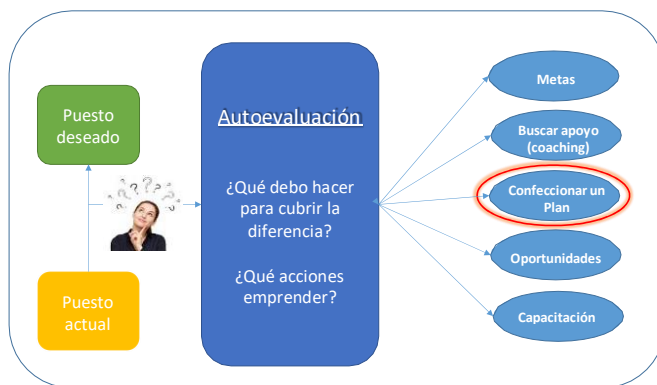 Puesto
deseado
Puesto
actual
Autoevaluación
¿Qué debo hacer
para cubrir la
diferencia?
¿Qué acciones
emprender?
Metas
Buscar apoyo
(coaching)
Confeccionar un
Plan
Oportunidades
Capacitación